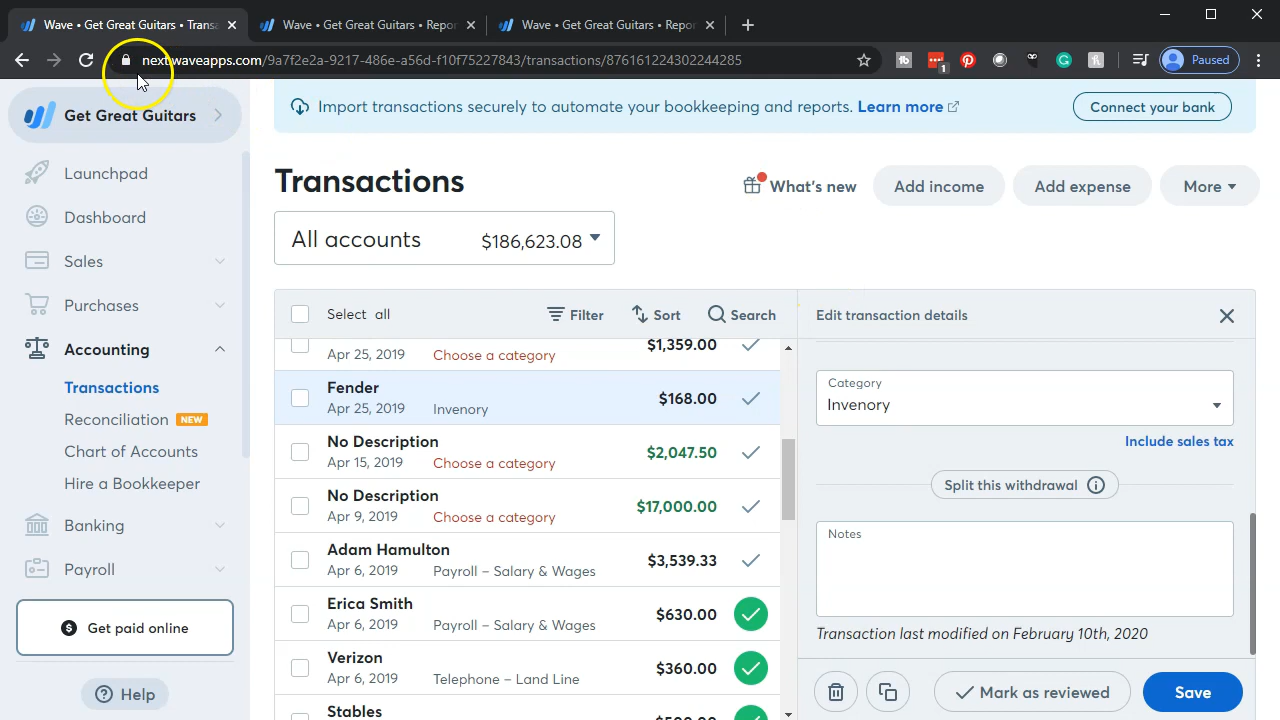 Wave • Get Great Guitars • Transa
Wave • Get Great Guitars • Repor
Wave • Get Great Guitars • Repor
next.waveapps.com/9a7f2e2a-9217-486e-a56d-f10f75227843/transactions/876161224302244285
1
Paused
Get Great Guitars
Import transactions securely to automate your bookkeeping and reports. Learn more
Connect your bank
Launchpad
Dashboard
Sales
Purchases
Accounting
Transactions
Reconciliation NEW
Chart of Accounts
Hire a Bookkeeper
Banking
Payroll
Get paid online
Help
Transactions
What's new
Add income
Add expense
More
All accounts $186,623.08
Select all
Filter
Sort
Search
Apr 25, 2019 Choose a category $1,359.00
Fender
Apr 25, 2019 Invenory $168.00
No Description
Apr 15, 2019 Choose a category $2,047.50
No Description
Apr 9, 2019 Choose a category $17,000.00
Adam Hamulton
Apr 6, 2019 Payroll – Salary & Wages $3,539.33
Erica Smith
Apr 6, 2019 Payroll – Salary & Wages $630.00
Verizon
Apr 6, 2019 Telephone – Land Line $360.00
Stables
Edit transaction details
Category
Invenory
Include sales tax
Split this withdrawal
Notes
Transaction last modified on February 10th, 2020
Mark as reviewed
Save